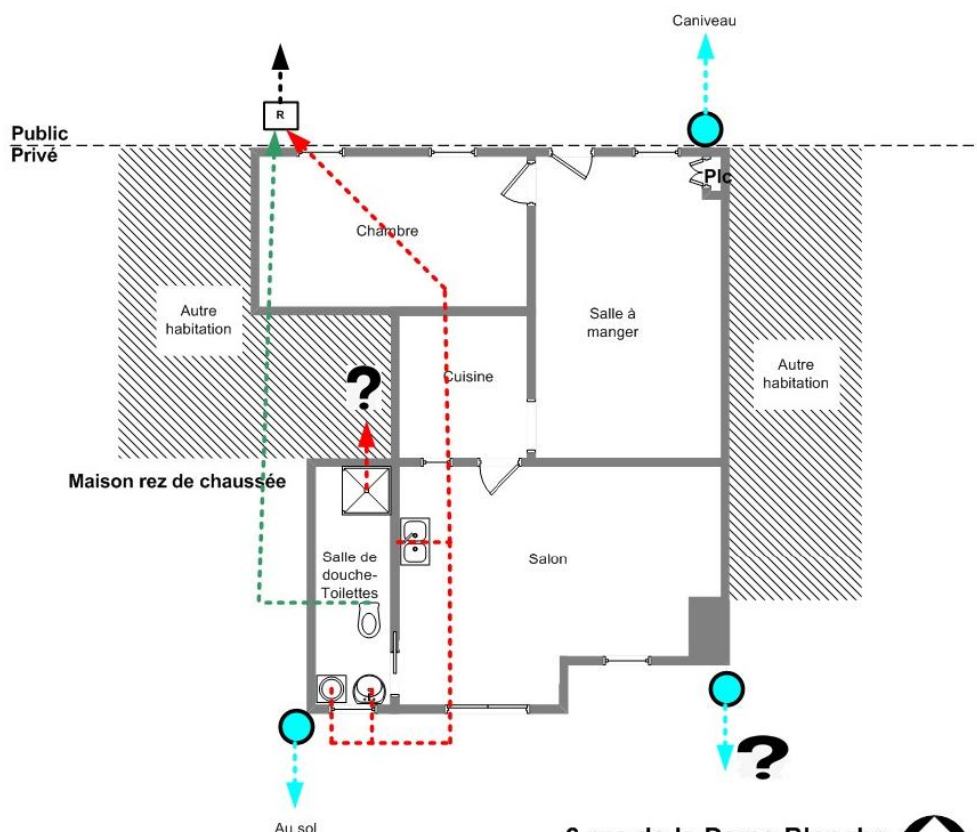 Caniveau
R
Public
Privé
Plc
Chambre
Autre
habitation
Salle à
manger
Autre
habitation
?
Cuisine
Maison rez de chaussée
Salle de
douche-
Toilettes
Salon
?
Au sol